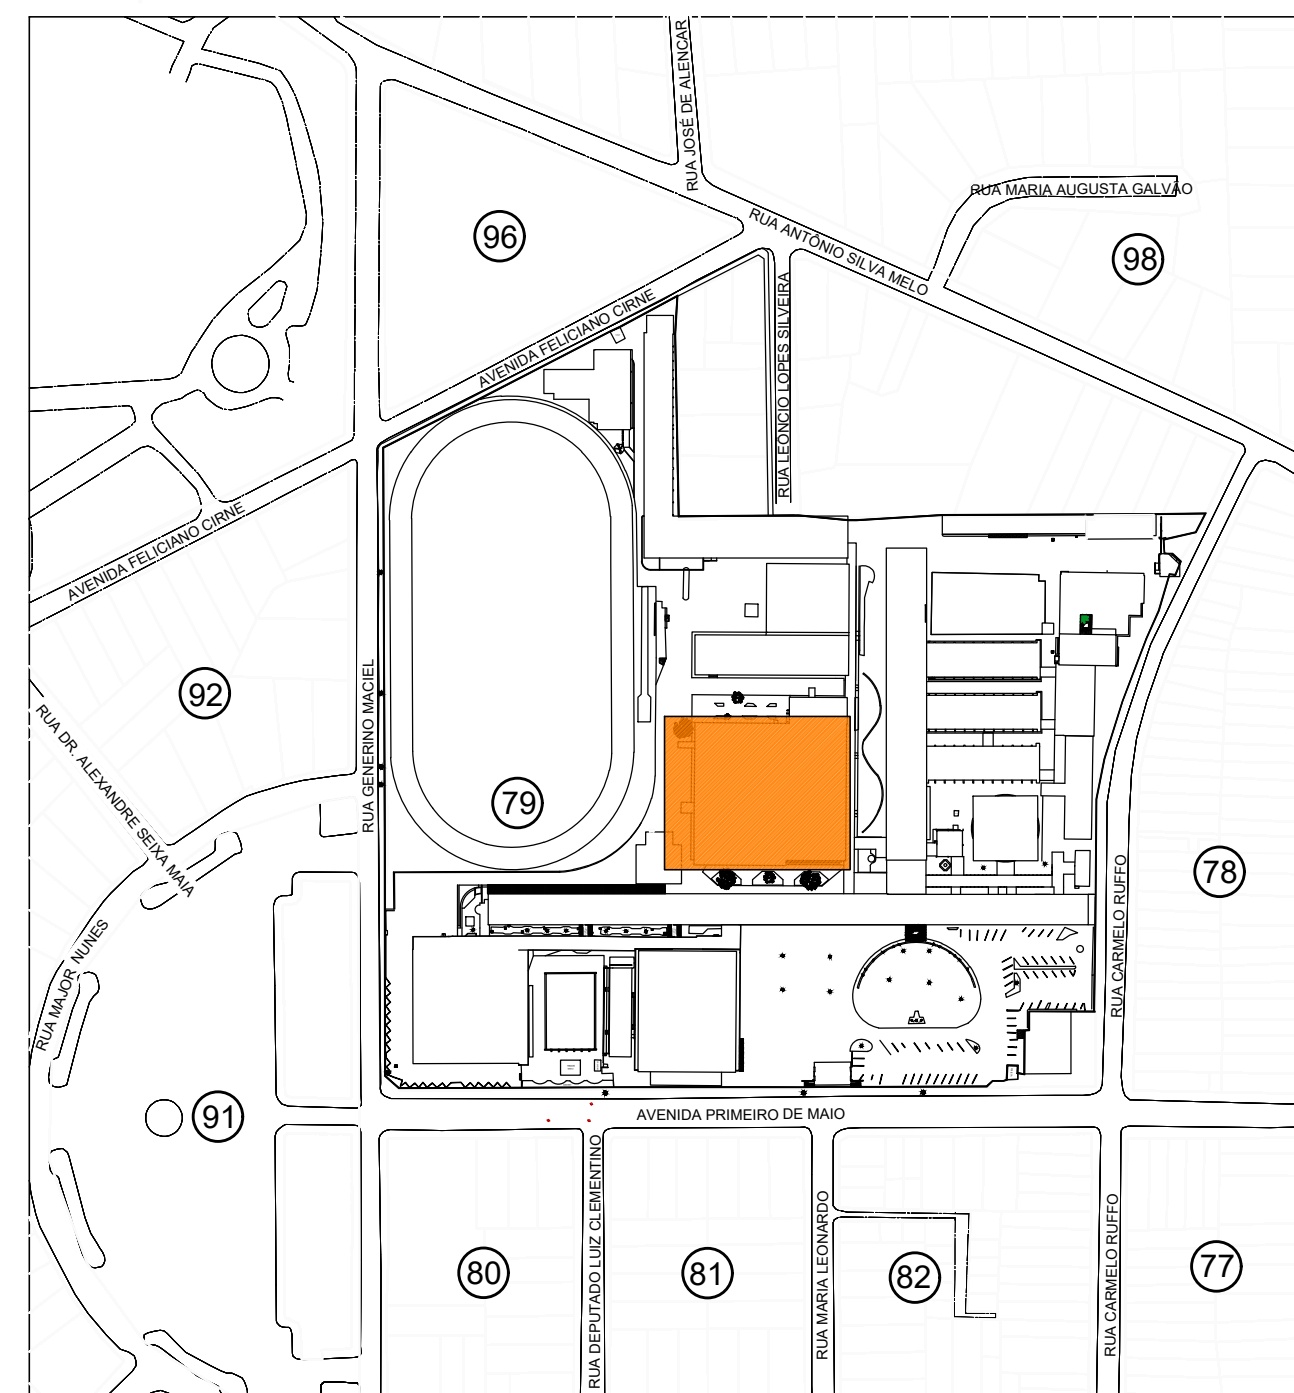 RUA JOSÉ DE ALENCAR
RUA MARIA AUGUSTA GALVÃO
96
RUA ANTÔNIO SILVA MELO
98
AVENIDA FELICIANO CIRNE
RUA LEONCIO LOPES SILVEIRA
AVENIDA FELICIANO CIRNE
92
RUA GENERINO MACIEL
RUA DR. ALEXANDRE SEIXA MAIA
79
78
RUA CARMELO RUFFO
RUA MAJOR NUNES
91
AVENIDA PRIMEIRO DE MAIO
RUA DEPUTADO LUIZ CLEMENTINO
RUA MARIA LEONARDO
RUA CARMELO RUFFO
80
81
82
77